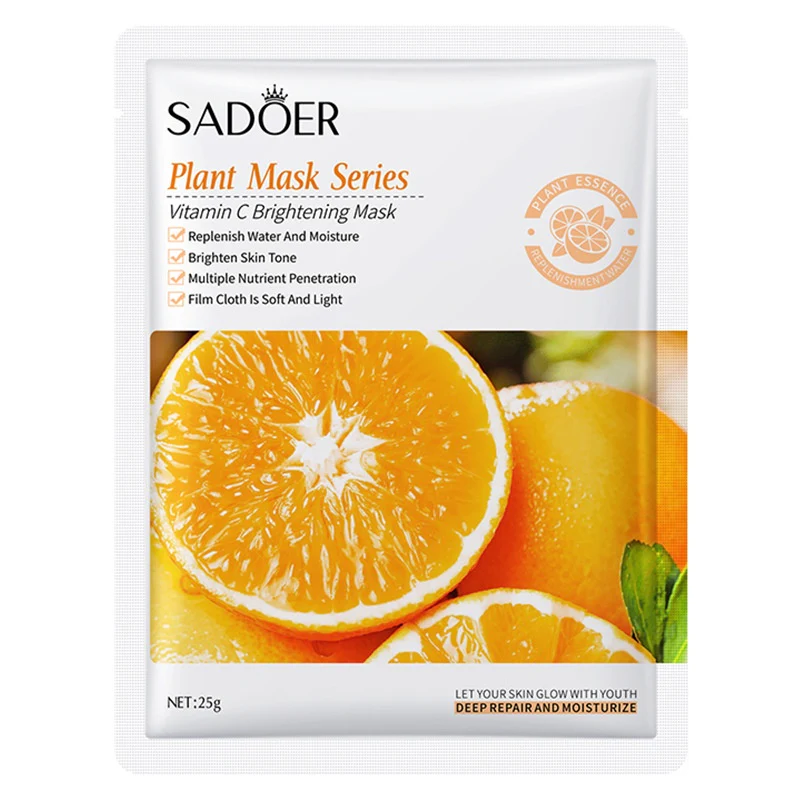 SADOER
Plant Mask Series
Vitamin C Brightening Mask
Replenish Water And Moisture
Brighten Skin Tone
Multiple Nutrient Penetration
Film Cloth Is Soft And Light
PLANT ESSENCE
REPLENISHMENT WATER
NET:25g
LET YOUR SKIN GLOW WITH YOUTH
DEEP REPAIR AND MOISTURIZE